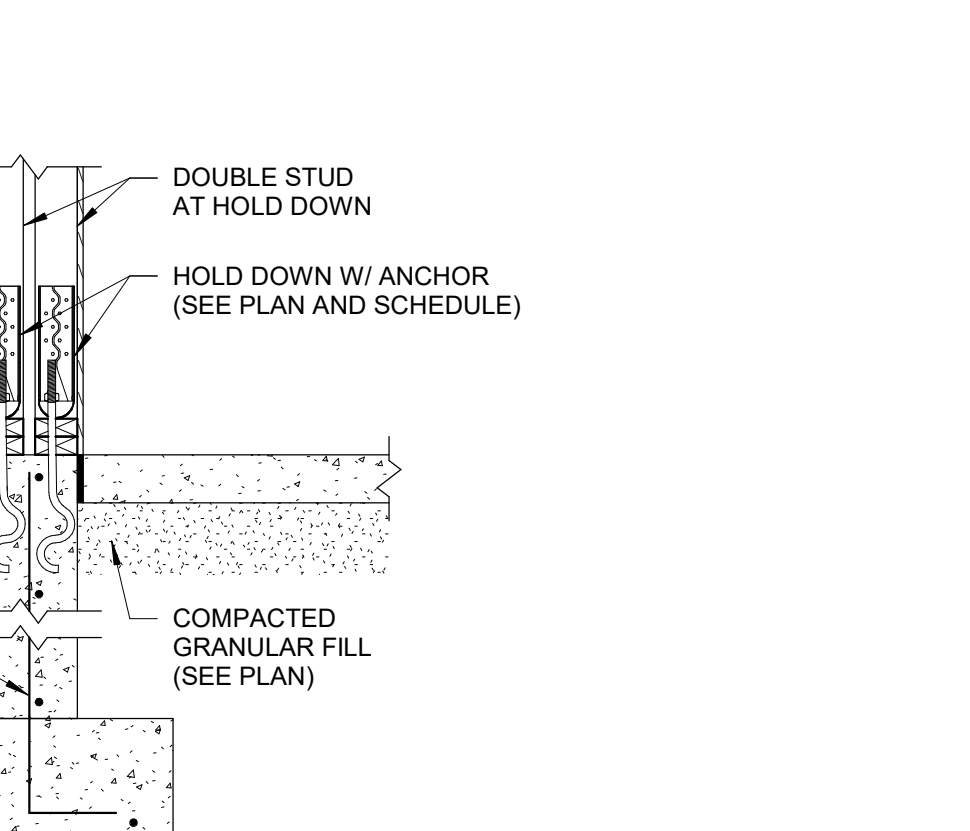 DOUBLE STUD
AT HOLD DOWN
HOLD DOWN W/ ANCHOR
(SEE PLAN AND SCHEDULE)
COMPACTED
GRANULAR FILL
(SEE PLAN)